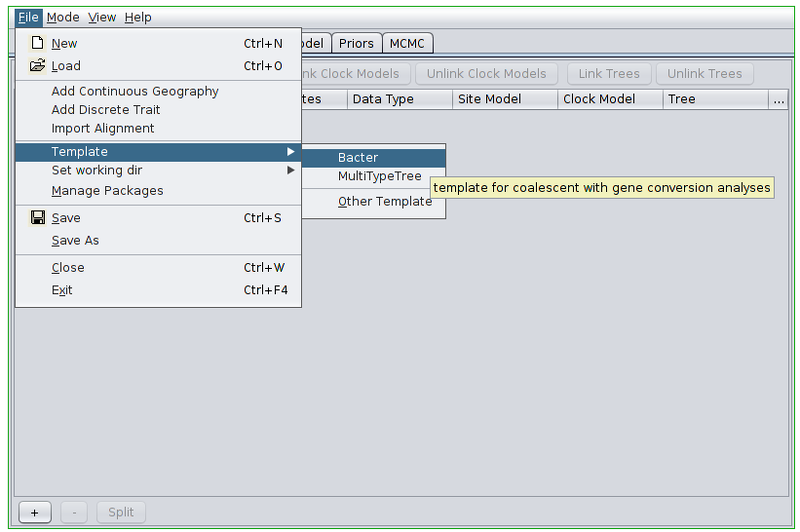 File Mode View Help
New Ctrl+N
Load Ctrl+O
Add Continuous Geography
Add Discrete Trait
Import Alignment
Template
Set working dir
Manage Packages
Save Ctrl+S
Save As
Close Ctrl+W
Exit Ctrl+F4
Priors MCMC
Clock Models Unlink Clock Models Link Trees Unlink Trees
Data Type Site Model Clock Model Tree ...
Bacter
MultiTypeTree
Other Template
template for coalescent with gene conversion analyses
+ - Split